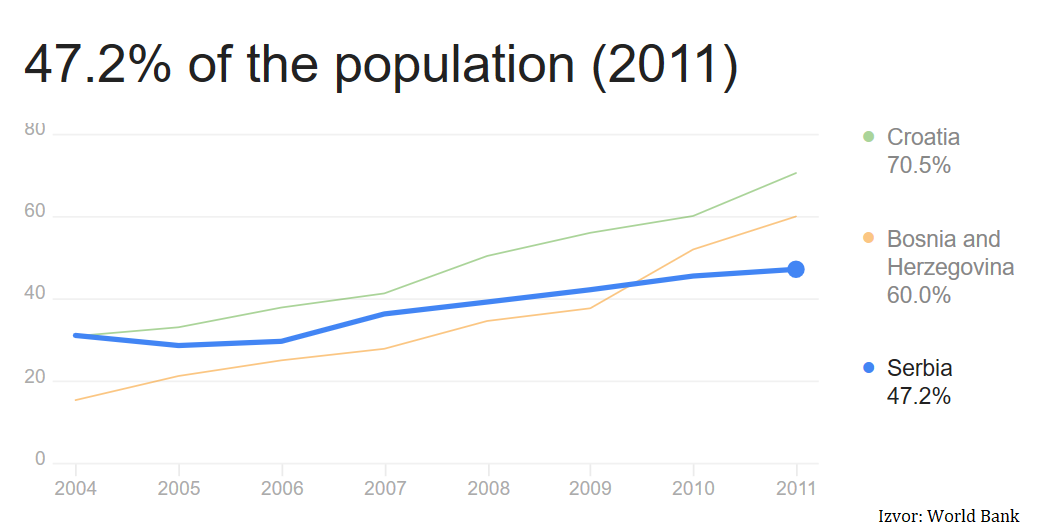 47.2% of the population (2011)
80
60
40
20
0
2004 2005 2006 2007 2008 2009 2010 2011
Croatia
70.5%
Bosnia and
Herzegovina
60.0%
Serbia
47.2%
Izvor: World Bank